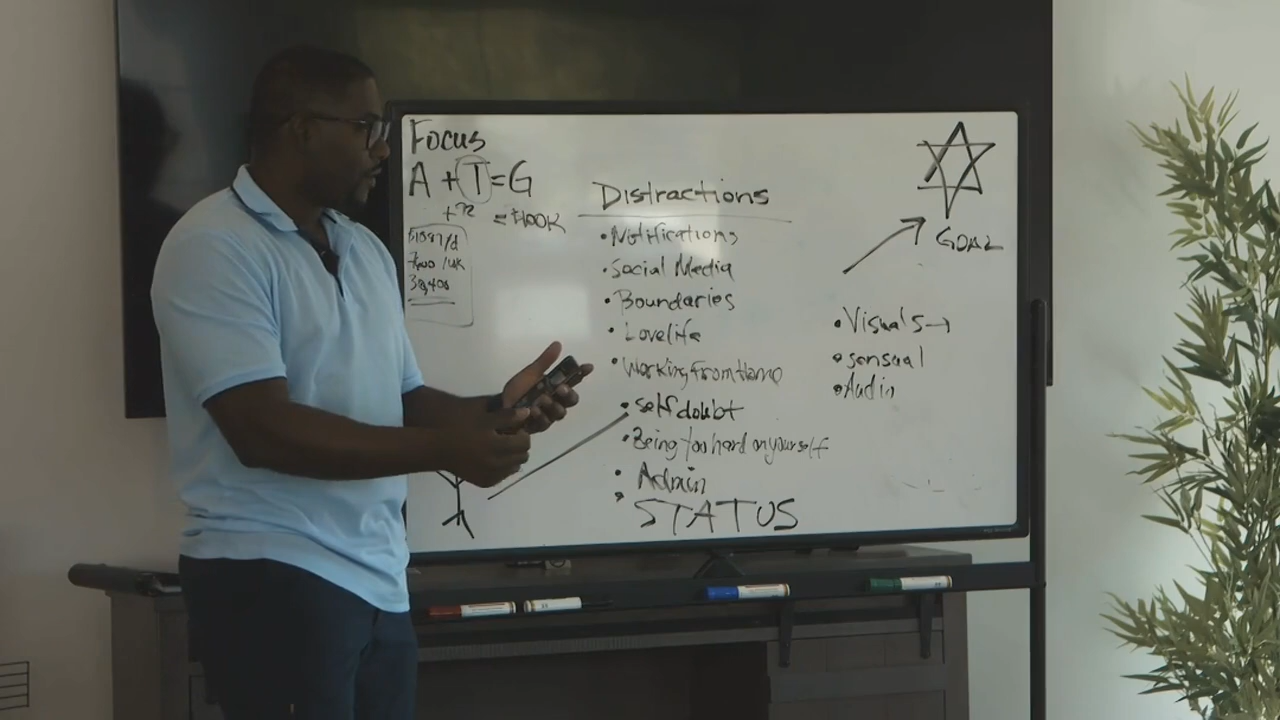 Focus
A + T = G
= $100K
Distractions
• Notifications
• Social Media
• Boundaries
• Lovelife
• Working from Home
• self doubt
• Being too hard on yourself
• Admin
• STATUS
GOAL
• Visuals →
• sensual
• Audio